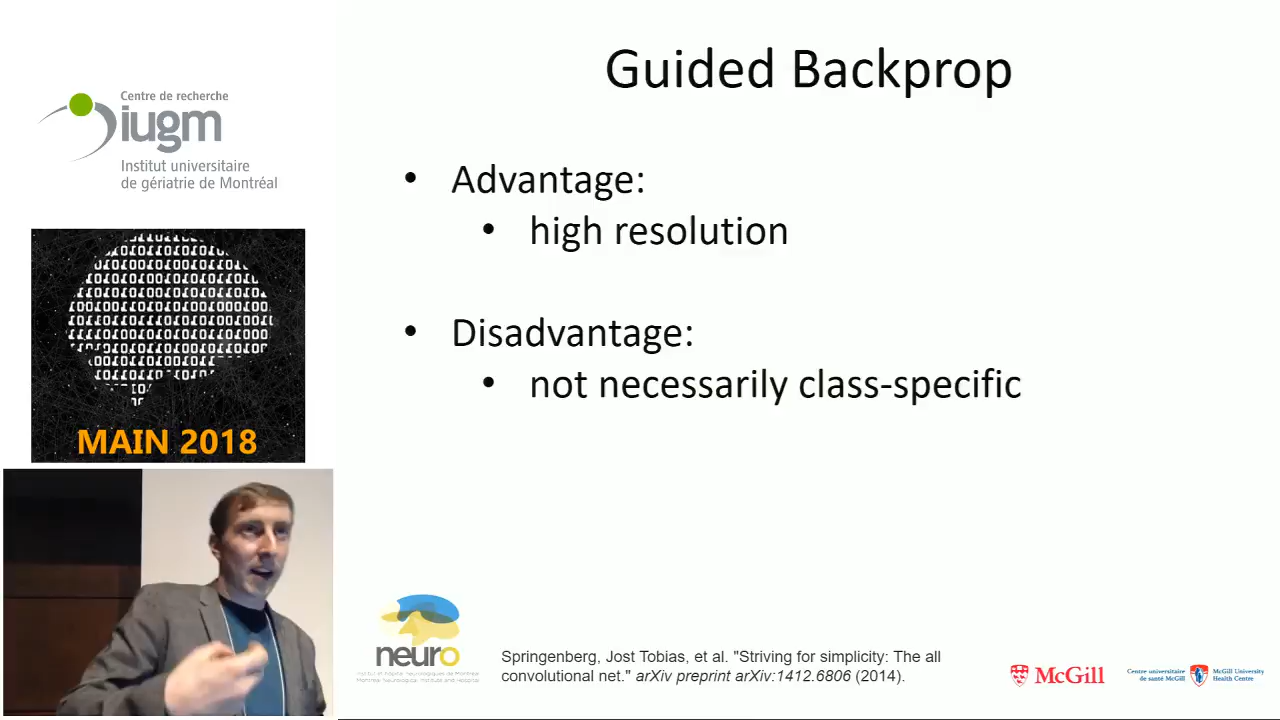 Guided Backprop
Centre de recherche
iugm
Institut universitaire
de gériatrie de Montréal
• Advantage:
• high resolution
• Disadvantage:
• not necessarily class-specific
MAIN 2018
neuro
Springenberg, Jost Tobias, et al. "Striving for simplicity: The all
convolutional net." arXiv preprint arXiv:1412.6806 (2014).
McGill
Centre universitaire
de santé McGill
McGill University
Health Centre